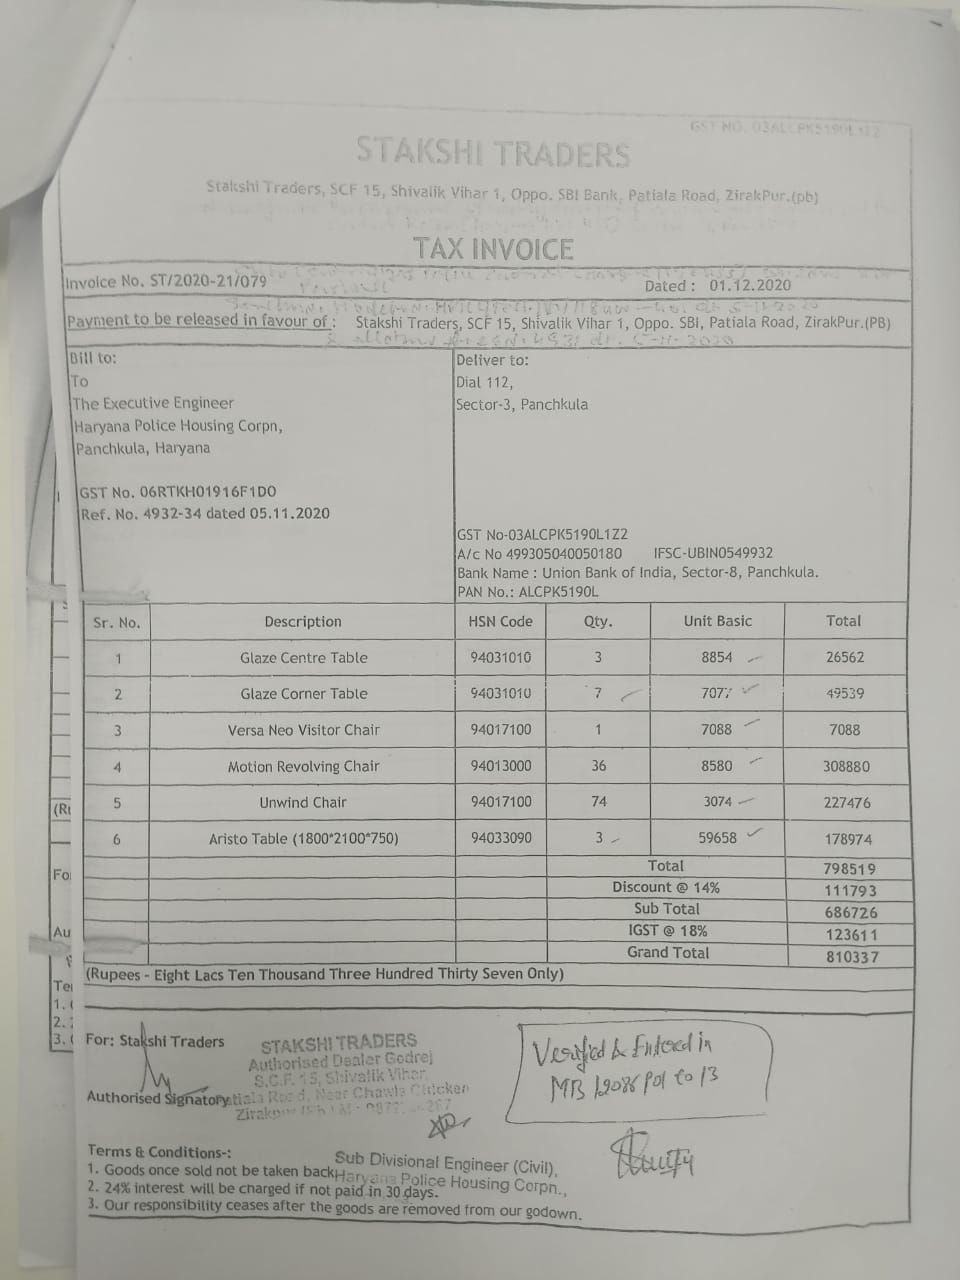 GST NO. 03ALCPK5190L1Z2
STAKSHI TRADERS
Stakshi Traders, SCF 15, Shivalik Vihar 1, Oppo. SBI Bank, Patiala Road, ZirakPur.(pb)
TAX INVOICE
Invoice No. ST/2020-21/079 Dated : 01.12.2020
Payment to be released in favour of : Stakshi Traders, SCF 15, Shivalik Vihar 1, Oppo. SBI, Patiala Road, ZirakPur.(PB)
Bill to:
To
The Executive Engineer
Haryana Police Housing Corpn,
Panchkula, Haryana
GST No. 06RTKH01916F1DO
Ref. No. 4932-34 dated 05.11.2020
Deliver to:
Dial 112,
Sector-3, Panchkula
GST No-03ALCPK5190L1Z2
A/c No 499305040050180 IFSC-UBIN0549932
Bank Name : Union Bank of India, Sector-8, Panchkula.
PAN No.: ALCPK5190L
Sr. No. Description HSN Code Qty. Unit Basic Total
1 Glaze Centre Table 94031010 3 8854 26562
2 Glaze Corner Table 94031010 7 7077 49539
3 Versa Neo Visitor Chair 94017100 1 7088 7088
4 Motion Revolving Chair 94013000 36 8580 308880
5 Unwind Chair 94017100 74 3074 227476
6 Aristo Table (1800*2100*750) 94033090 3 59658 178974
Total 798519
Discount @ 14% 111793
Sub Total 686726
IGST @ 18% 123611
Grand Total 810337
(Rupees - Eight Lacs Ten Thousand Three Hundred Thirty Seven Only)
For: Stakshi Traders
STAKSHI TRADERS
Authorised Dealer Godrej
S.C.F. 15, Shivalik Vihar,
Road, Near Chawla Chicken
Authorised Signatory
Verified & Entered in
MB 12086 P01 to 13
Sub Divisional Engineer (Civil),
Haryana Police Housing Corpn.,
Terms & Conditions-:
1. Goods once sold not be taken back
2. 24% interest will be charged if not paid in 30 days.
3. Our responsibility ceases after the goods are removed from our godown.